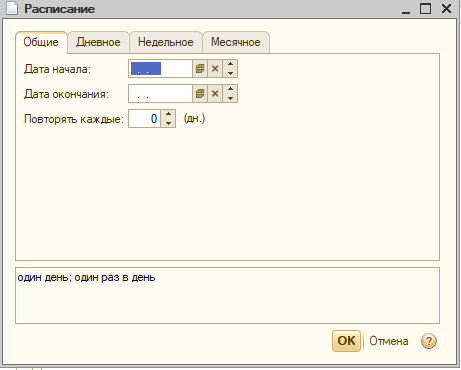 Расписание
Общие Дневное Недельное Месячное
Дата начала: . .
Дата окончания: . .
Повторять каждые: 0 (дн.)
один день; один раз в день
OK Отмена ?